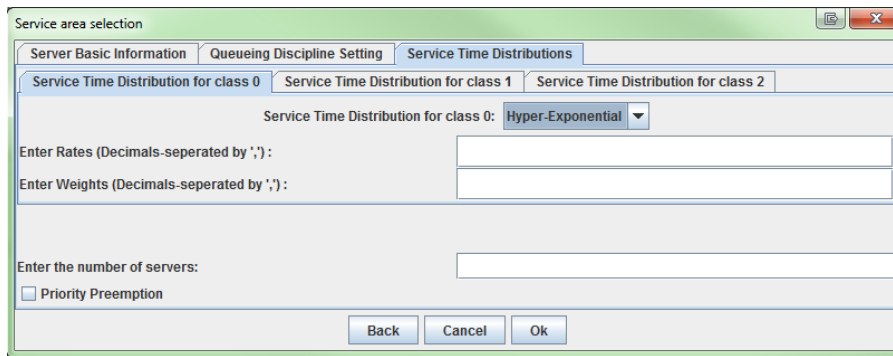 Service area selection
Server Basic Information Queueing Discipline Setting Service Time Distributions
Service Time Distribution for class 0 Service Time Distribution for class 1 Service Time Distribution for class 2
Service Time Distribution for class 0: Hyper-Exponential
Enter Rates (Decimals-seperated by ',') :
Enter Weights (Decimals-seperated by ',') :
Enter the number of servers:
Priority Preemption
Back Cancel Ok